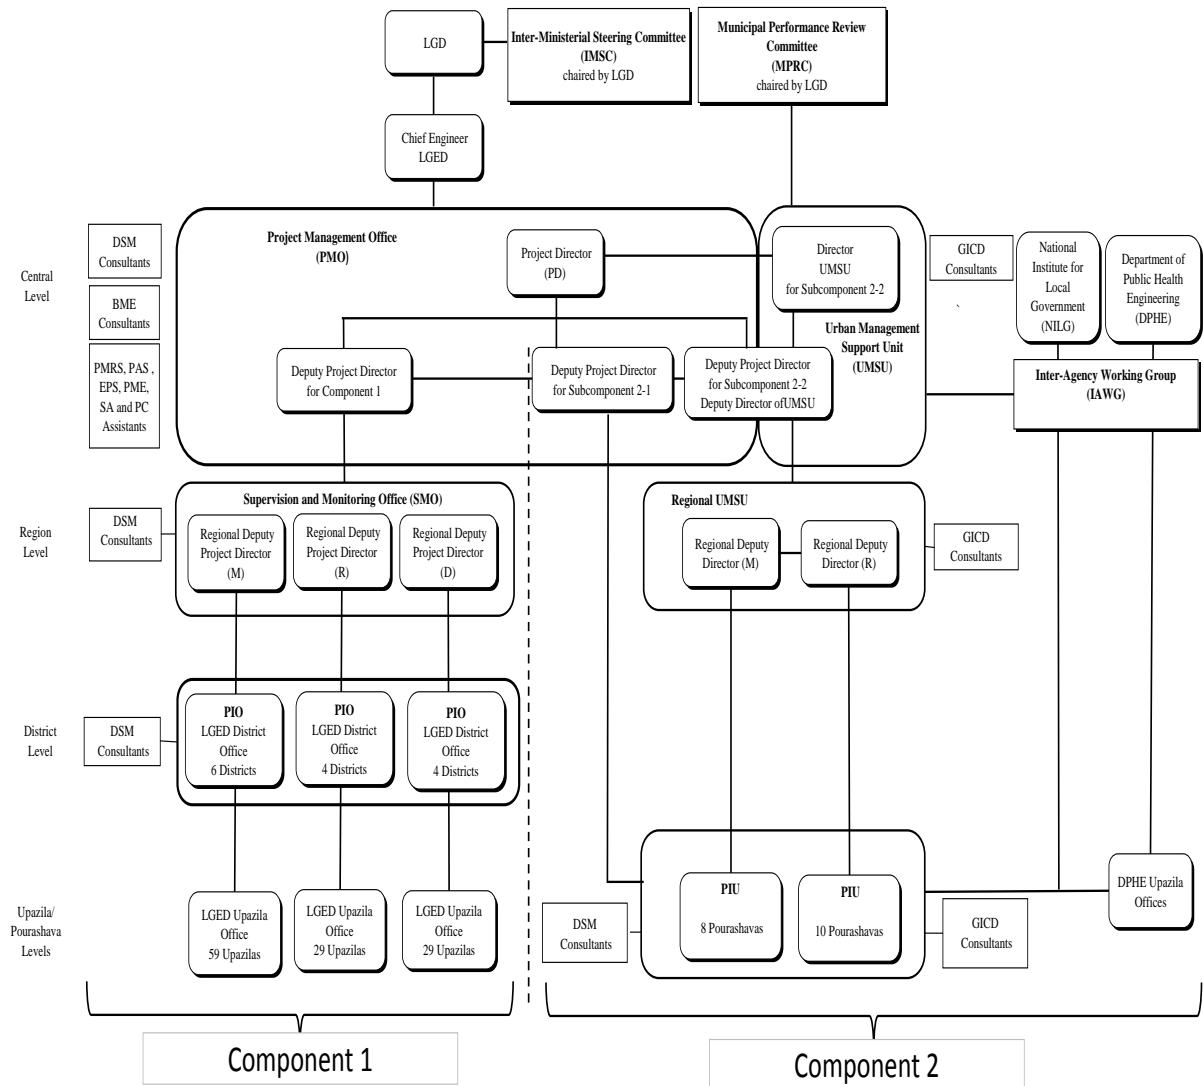 LGD
Inter-Ministerial Steering Committee
(IMSC)
chaired by LGD
Municipal Performance Review
Committee
(MPRC)
chaired by LGD
Chief Engineer
LGED
Central
Level
DSM
Consultants
BME
Consultants
PMRS, PAS ,
EPS, PME,
SA and PC
Assistants
Project Management Office
(PMO)
Project Director
(PD)
Director
UMSU
for Subcomponent 2-2
Urban Management
Support Unit
(UMSU)
Deputy Project Director
for Component 1
Deputy Project Director
for Subcomponent 2-1
Deputy Project Director
for Subcomponent 2-2
Deputy Director ofUMSU
GICD
Consultants
National
Institute for
Local
Government
(NILG)
Department of
Public Health
Engineering
(DPHE)
Inter-Agency Working Group
(IAWG)
Region
Level
DSM
Consultants
Supervision and Monitoring Office (SMO)
Regional Deputy
Project Director
(M)
Regional Deputy
Project Director
(R)
Regional Deputy
Project Director
(D)
Regional UMSU
Regional Deputy
Director (M)
Regional Deputy
Director (R)
GICD
Consultants
District
Level
DSM
Consultants
PIO
LGED District
Office
6 Districts
PIO
LGED District
Office
4 Districts
PIO
LGED District
Office
4 Districts
Upazila/
Pourashava
Levels
LGED Upazila
Office
59 Upazilas
LGED Upazila
Office
29 Upazilas
LGED Upazila
Office
29 Upazilas
DSM
Consultants
PIU
8 Pourashavas
PIU
10 Pourashavas
GICD
Consultants
DPHE Upazila
Offices
Component 1
Component 2